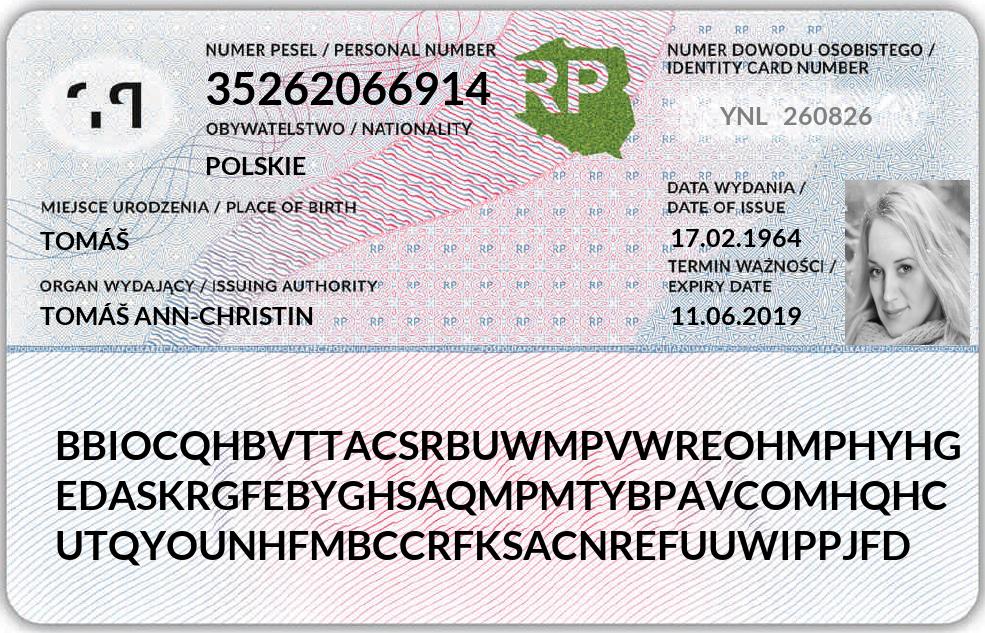 NUMER PESEL / PERSONAL NUMBER
35262066914
OBYWATELSTWO / NATIONALITY
POLSKIE
MIEJSCE URODZENIA / PLACE OF BIRTH
TOMÁŠ
ORGAN WYDAJĄCY / ISSUING AUTHORITY
TOMÁŠ ANN-CHRISTIN
RP
NUMER DOWODU OSOBISTEGO /
IDENTITY CARD NUMBER
YNL 260826
DATA WYDANIA /
DATE OF ISSUE
17.02.1964
TERMIN WAŻNOŚCI /
EXPIRY DATE
11.06.2019
BBIOCQHBVTTACSRBUWMPVWREOHMPHYHG
EDASKRGFEBYGHSAQMPMTYBPAVCOMHQHC
UTQYOUNHFMBCCRFKSACNREFUUWIPPJFD